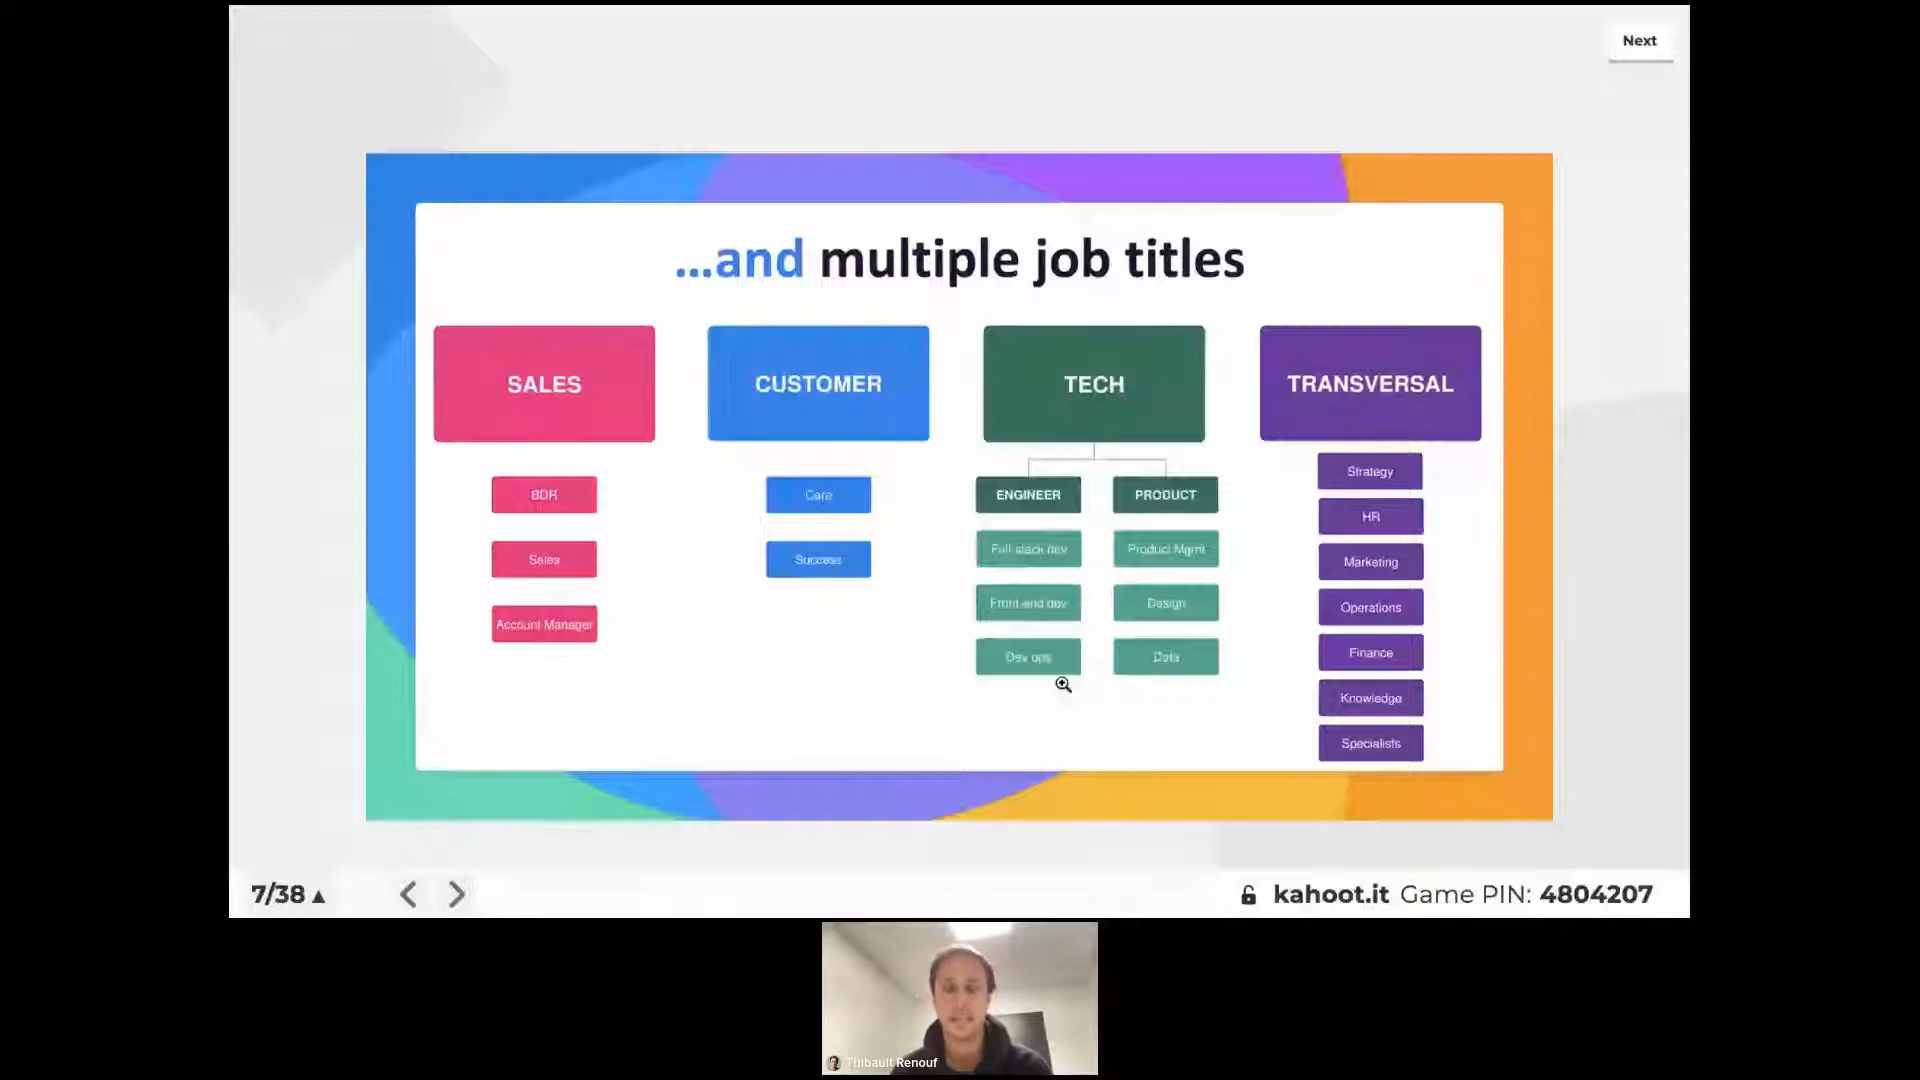 Next
...and multiple job titles
SALES
CUSTOMER
TECH
TRANSVERSAL
BDR
Sales
Account Manager
Care
Success
ENGINEER
PRODUCT
Full stack dev
Product Mgmt
Front end dev
Design
Dev ops
Data
Strategy
HR
Marketing
Operations
Finance
Knowledge
Specialists
7/38
kahoot.it Game PIN: 4804207
Thibault Renouf